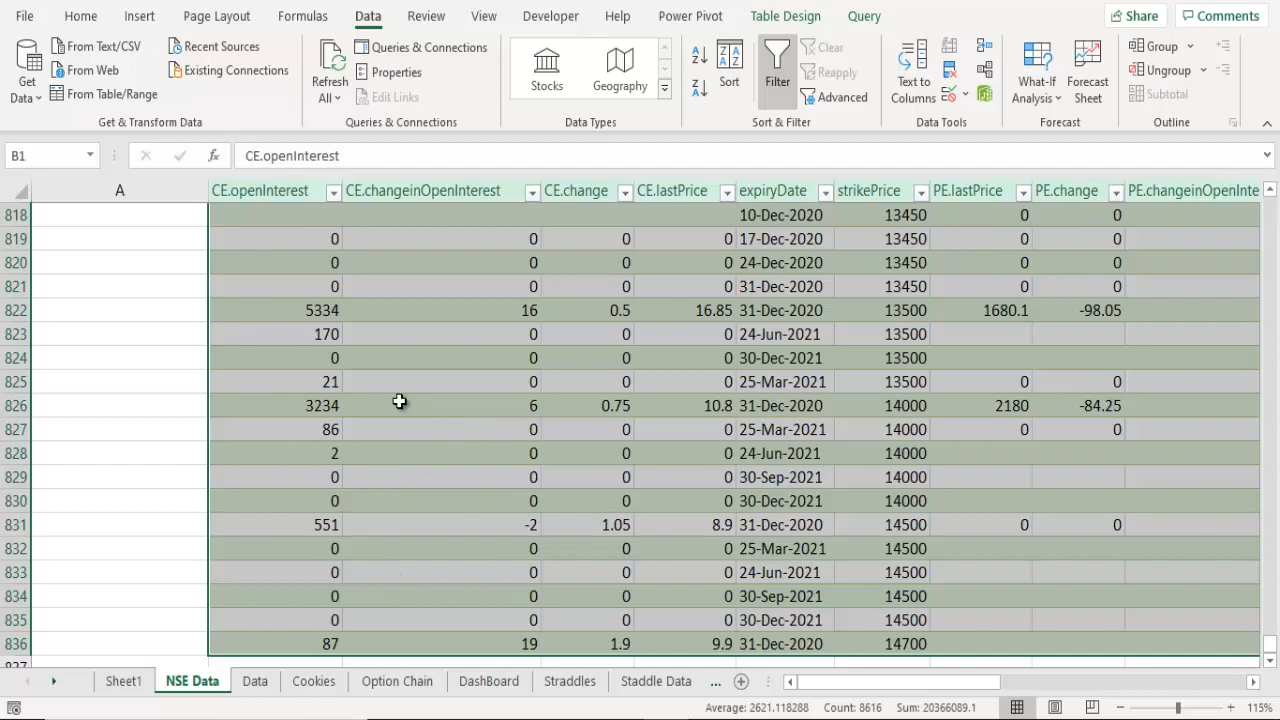 File Home Insert Page Layout Formulas Data Review View Developer Help Power Pivot Table Design Query Share Comments
Get Data
From Text/CSV
From Web
From Table/Range
Recent Sources
Existing Connections
Get & Transform Data
Refresh All
Queries & Connections
Properties
Edit Links
Queries & Connections
Stocks
Geography
Data Types
Sort
Filter
Clear
Reapply
Advanced
Sort & Filter
Text to Columns
Data Tools
What-If Analysis
Forecast Sheet
Forecast
Group
Ungroup
Subtotal
Outline
B1 fx CE.openInterest
A CE.openInterest CE.changeinOpenInterest CE.change CE.lastPrice expiryDate strikePrice PE.lastPrice PE.change PE.changeinOpenInte
818 10-Dec-2020 13450 0 0
819 0 0 0 0 17-Dec-2020 13450 0 0
820 0 0 0 0 24-Dec-2020 13450 0 0
821 0 0 0 0 31-Dec-2020 13450 0 0
822 5334 16 0.5 16.85 31-Dec-2020 13500 1680.1 -98.05
823 170 0 0 0 24-Jun-2021 13500
824 0 0 0 0 30-Dec-2021 13500
825 21 0 0 0 25-Mar-2021 13500 0 0
826 3234 6 0.75 10.8 31-Dec-2020 14000 2180 -84.25
827 86 0 0 0 25-Mar-2021 14000 0 0
828 2 0 0 0 24-Jun-2021 14000
829 0 0 0 0 30-Sep-2021 14000
830 0 0 0 0 30-Dec-2021 14000
831 551 -2 1.05 8.9 31-Dec-2020 14500 0 0
832 0 0 0 0 25-Mar-2021 14500
833 0 0 0 0 24-Jun-2021 14500
834 0 0 0 0 30-Sep-2021 14500
835 0 0 0 0 30-Dec-2021 14500
836 87 19 1.9 9.9 31-Dec-2020 14700
837
Sheet1 NSE Data Data Cookies Option Chain DashBoard Straddles Staddle Data ...
Average: 2621.118288 Count: 8616 Sum: 20366089.1 115%